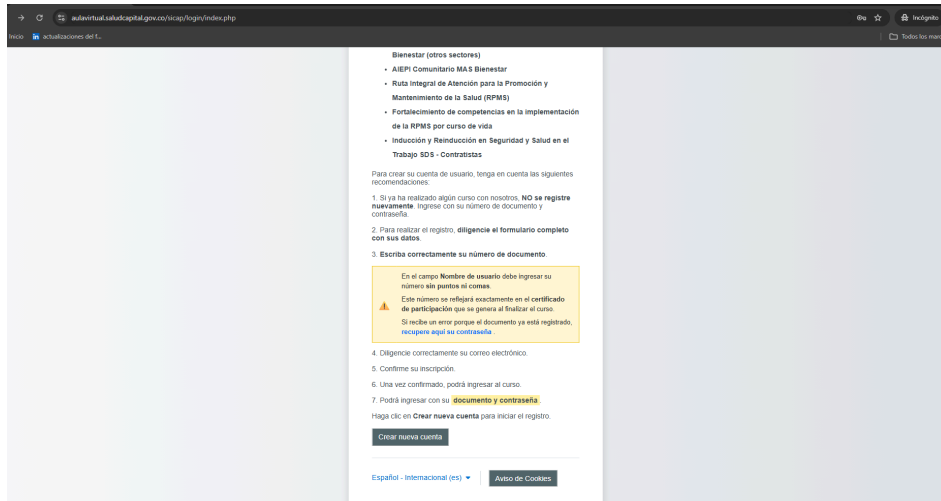 aulavirtual.saludcapital.gov.co/sicap/login/index.php
Incógnito
Inicio
in actualizaciones del f...
Todos los marc
Bienestar (otros sectores)
• AIEPI Comunitario MAS Bienestar
• Ruta Integral de Atención para la Promoción y
Mantenimiento de la Salud (RPMS)
• Fortalecimiento de competencias en la implementación
de la RPMS por curso de vida
• Inducción y Reinducción en Seguridad y Salud en el
Trabajo SDS - Contratistas
Para crear su cuenta de usuario, tenga en cuenta las siguientes
recomendaciones:
1. Si ya ha realizado algún curso con nosotros, NO se registre
nuevamente. Ingrese con su número de documento y
contraseña.
2. Para realizar el registro, diligencie el formulario completo
con sus datos.
3. Escriba correctamente su número de documento.
En el campo Nombre de usuario debe ingresar su
número sin puntos ni comas.
Este número se reflejará exactamente en el certificado
de participación que se genera al finalizar el curso.
Si recibe un error porque el documento ya está registrado,
recupere aquí su contraseña .
4. Diligencie correctamente su correo electrónico.
5. Confirme su inscripción.
6. Una vez confirmado, podrá ingresar al curso.
7. Podrá ingresar con su documento y contraseña.
Haga clic en Crear nueva cuenta para iniciar el registro:
Crear nueva cuenta
Español - Internacional (es)
Aviso de Cookies